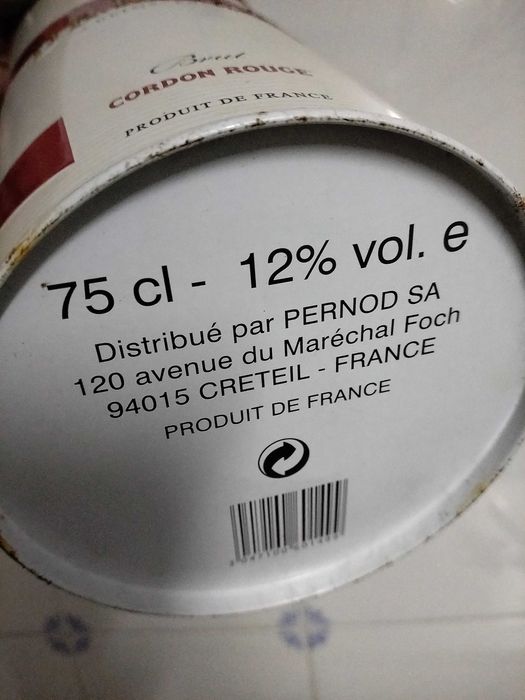 Brut
CORDON ROUGE
PRODUIT DE FRANCE
75 cl - 12% vol. e
Distribué par PERNOD SA
120 avenue du Maréchal Foch
94015 CRETEIL - FRANCE
PRODUIT DE FRANCE